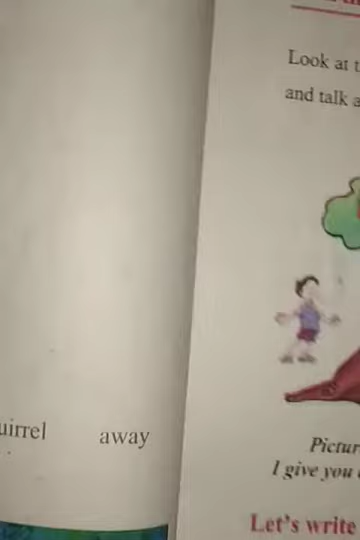 uirrel away
Look at t
and talk a
Pictur
I give you
Let's write